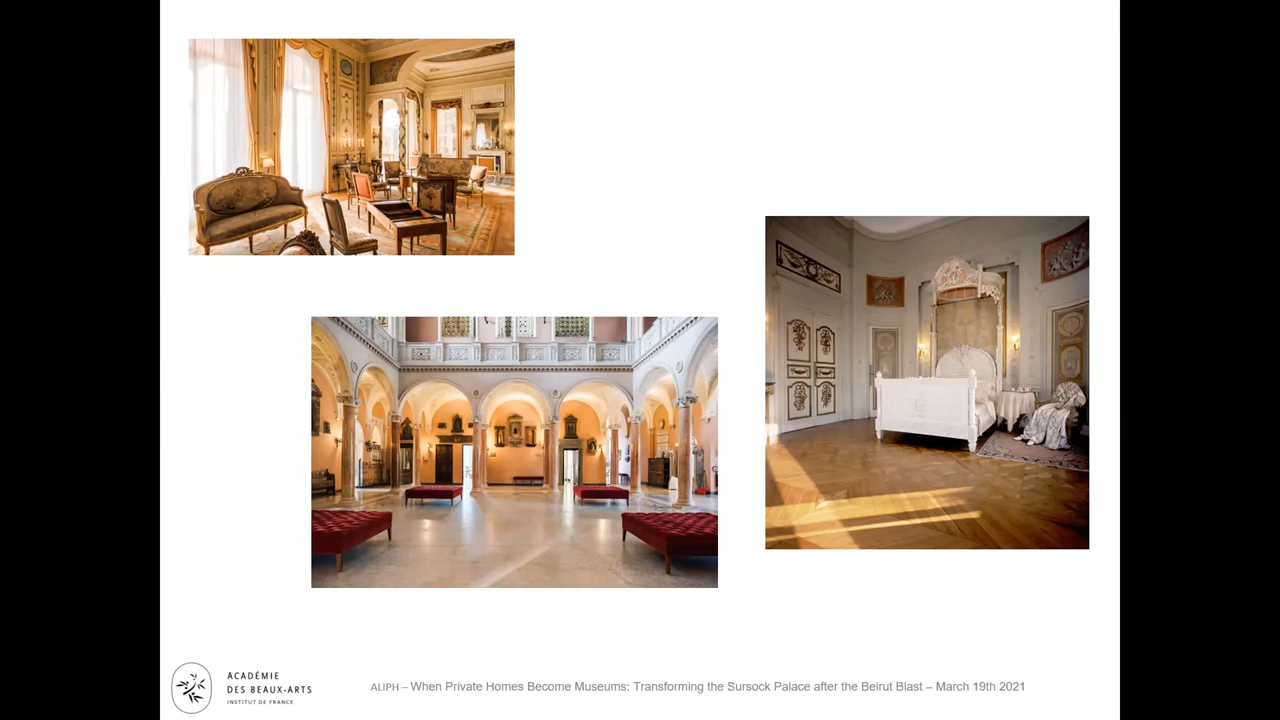 ACADÉMIE
DES BEAUX-ARTS
INSTITUT DE FRANCE
ALIPH – When Private Homes Become Museums: Transforming the Sursock Palace after the Beirut Blast – March 19th 2021